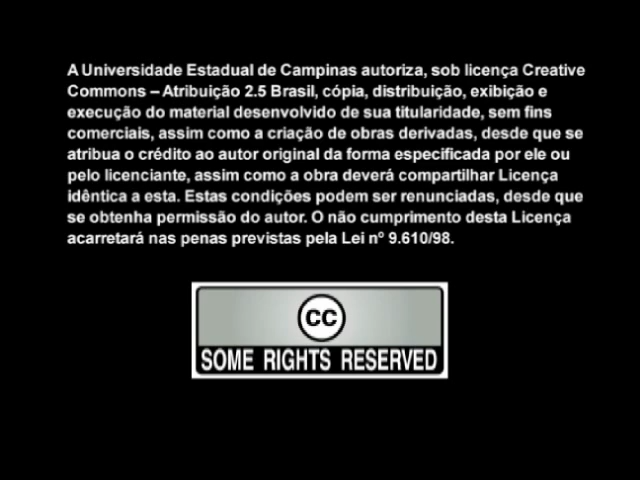 A Universidade Estadual de Campinas autoriza, sob licença Creative
Commons – Atribuição 2.5 Brasil, cópia, distribuição, exibição e
execução do material desenvolvido de sua titularidade, sem fins
comerciais, assim como a criação de obras derivadas, desde que se
atribua o crédito ao autor original da forma especificada por ele ou
pelo licenciante, assim como a obra deverá compartilhar Licença
idêntica a esta. Estas condições podem ser renunciadas, desde que
se obtenha permissão do autor. O não cumprimento desta Licença
acarretará nas penas previstas pela Lei nº 9.610/98.
CC
SOME RIGHTS RESERVED